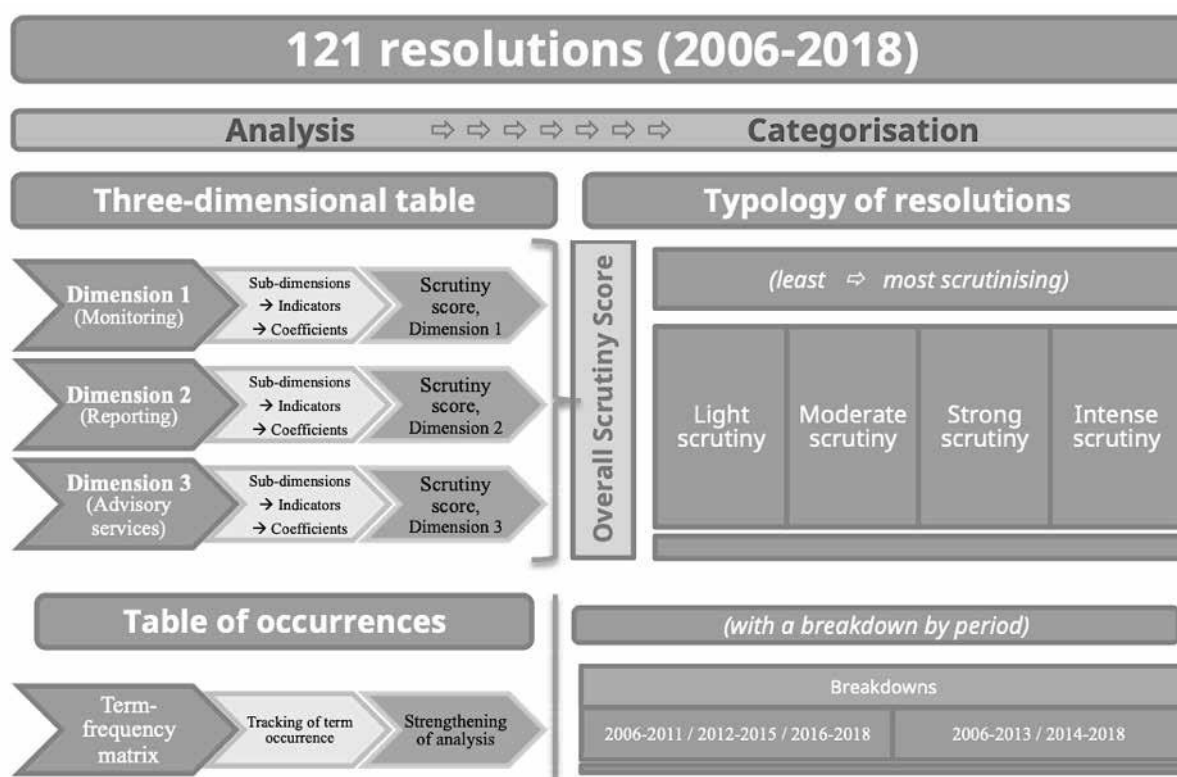 121 resolutions (2006-2018)
Analysis ⇨ ⇨ ⇨ ⇨ ⇨ ⇨ ⇨ Categorisation
Three-dimensional table
Typology of resolutions
Dimension 1
(Monitoring)
Sub-dimensions
→ Indicators
→ Coefficients
Scrutiny
score,
Dimension 1
Dimension 2
(Reporting)
Sub-dimensions
→ Indicators
→ Coefficients
Scrutiny
score,
Dimension 2
Dimension 3
(Advisory
services)
Sub-dimensions
→ Indicators
→ Coefficients
Scrutiny
score,
Dimension 3
Overall Scrutiny Score
(least ⇨ most scrutinising)
Light
scrutiny
Moderate
scrutiny
Strong
scrutiny
Intense
scrutiny
Table of occurrences
(with a breakdown by period)
Term-
frequency
matrix
Tracking of term
occurrence
Strengthening
of analysis
Breakdowns
2006-2011 / 2012-2015 / 2016-2018
2006-2013 / 2014-2018